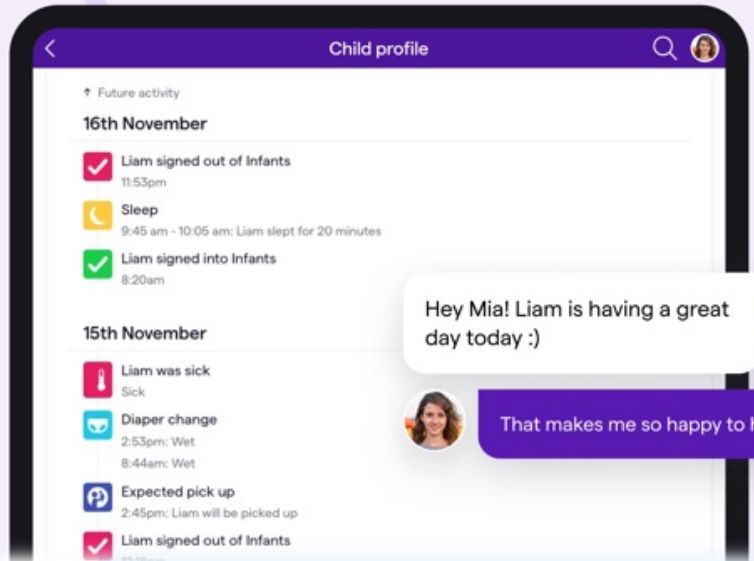 Child profile
↑ Future activity
16th November
Liam signed out of Infants
11:53pm
Sleep
9:45 am - 10:05 am: Liam slept for 20 minutes
Liam signed into Infants
8:20am
Hey Mia! Liam is having a great
day today :)
That makes me so happy to
15th November
Liam was sick
Sick
Diaper change
2:53pm: Wet
8:44am: Wet
Expected pick up
2:45pm: Liam will be picked up
Liam signed out of Infants